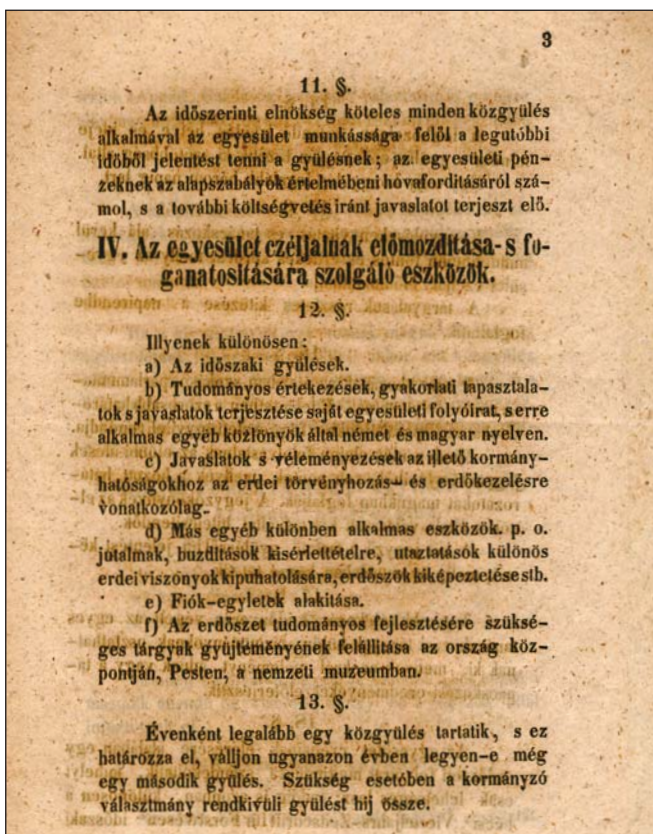 3
11. §.
Az időszerinti elnökség köteles minden közgyülés
alkalmával az egyesület munkássága felől a legutóbbi
időből jelentést tenni a gyülésnek; az egyesületi pén-
zeknek az alapszabályok értelmébeni hovaforditásáról szá-
mol, s a további költségvetés iránt javaslatot terjeszt elő.
IV. Az egyesület czéljainak előmozditása- s fo-
ganatositására szolgáló eszközök.
12. §.
Illyenek különösen:
a) Az időszaki gyülések.
b) Tudományos értekezések, gyakorlati tapasztala-
tok s javaslatok terjesztése saját egyesületi folyóirat, s erre
alkalmas egyéb közlönyök által német és magyar nyelven.
c) Javaslatok s véleményezések az illető kormány-
hatóságokhoz az erdei törvényhozás- és erdőkezelésre
vonatkozólag.
d) Más egyéb különben alkalmas eszközök. p. o.
jutalmak, buzditások kisérlettételre, utaztatások különös
erdei viszonyok kipuhatolására, erdőszök kiképeztetése stb.
e) Fiók-egyletek alakitása.
f) Az erdőszet tudományos fejlesztésére szüksé-
ges tárgyak gyüjteményének felállitása az ország köz-
pontján, Pesten, a nemzeti muzeumban.
13. §.
Évenként legalább egy közgyülés tartatik, s ez
határozza el, válljon ugyanazon évben legyen-e még
egy második gyülés. Szükség esetében a kormányzó
választmány rendkivüli gyülést hij össze.